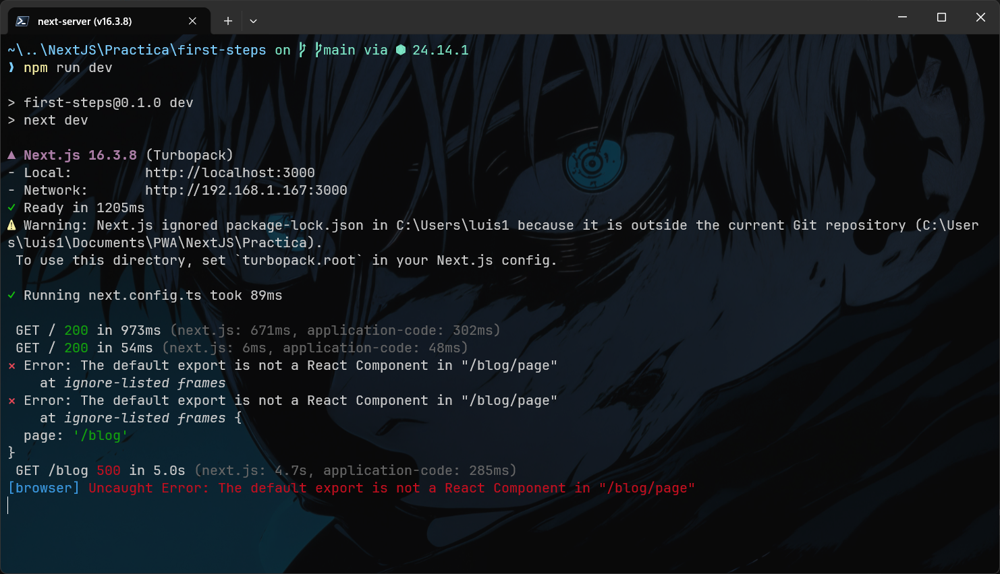 next-server (v16.3.8)
~\..\NextJS\Practica\first-steps on main via 24.14.1
❯ npm run dev
> first-steps@0.1.0 dev
> next dev
▲ Next.js 16.3.8 (Turbopack)
- Local: http://localhost:3000
- Network: http://192.168.1.167:3000
✓ Ready in 1205ms
⚠ Warning: Next.js ignored package-lock.json in C:\Users\luis1 because it is outside the current Git repository (C:\User
s\luis1\Documents\PWA\NextJS\Practica).
To use this directory, set `turbopack.root` in your Next.js config.
✓ Running next.config.ts took 89ms
GET / 200 in 973ms (next.js: 671ms, application-code: 302ms)
GET / 200 in 54ms (next.js: 6ms, application-code: 48ms)
× Error: The default export is not a React Component in "/blog/page"
at ignore-listed frames
× Error: The default export is not a React Component in "/blog/page"
at ignore-listed frames {
page: '/blog'
}
GET /blog 500 in 5.0s (next.js: 4.7s, application-code: 285ms)
[browser] Uncaught Error: The default export is not a React Component in "/blog/page"